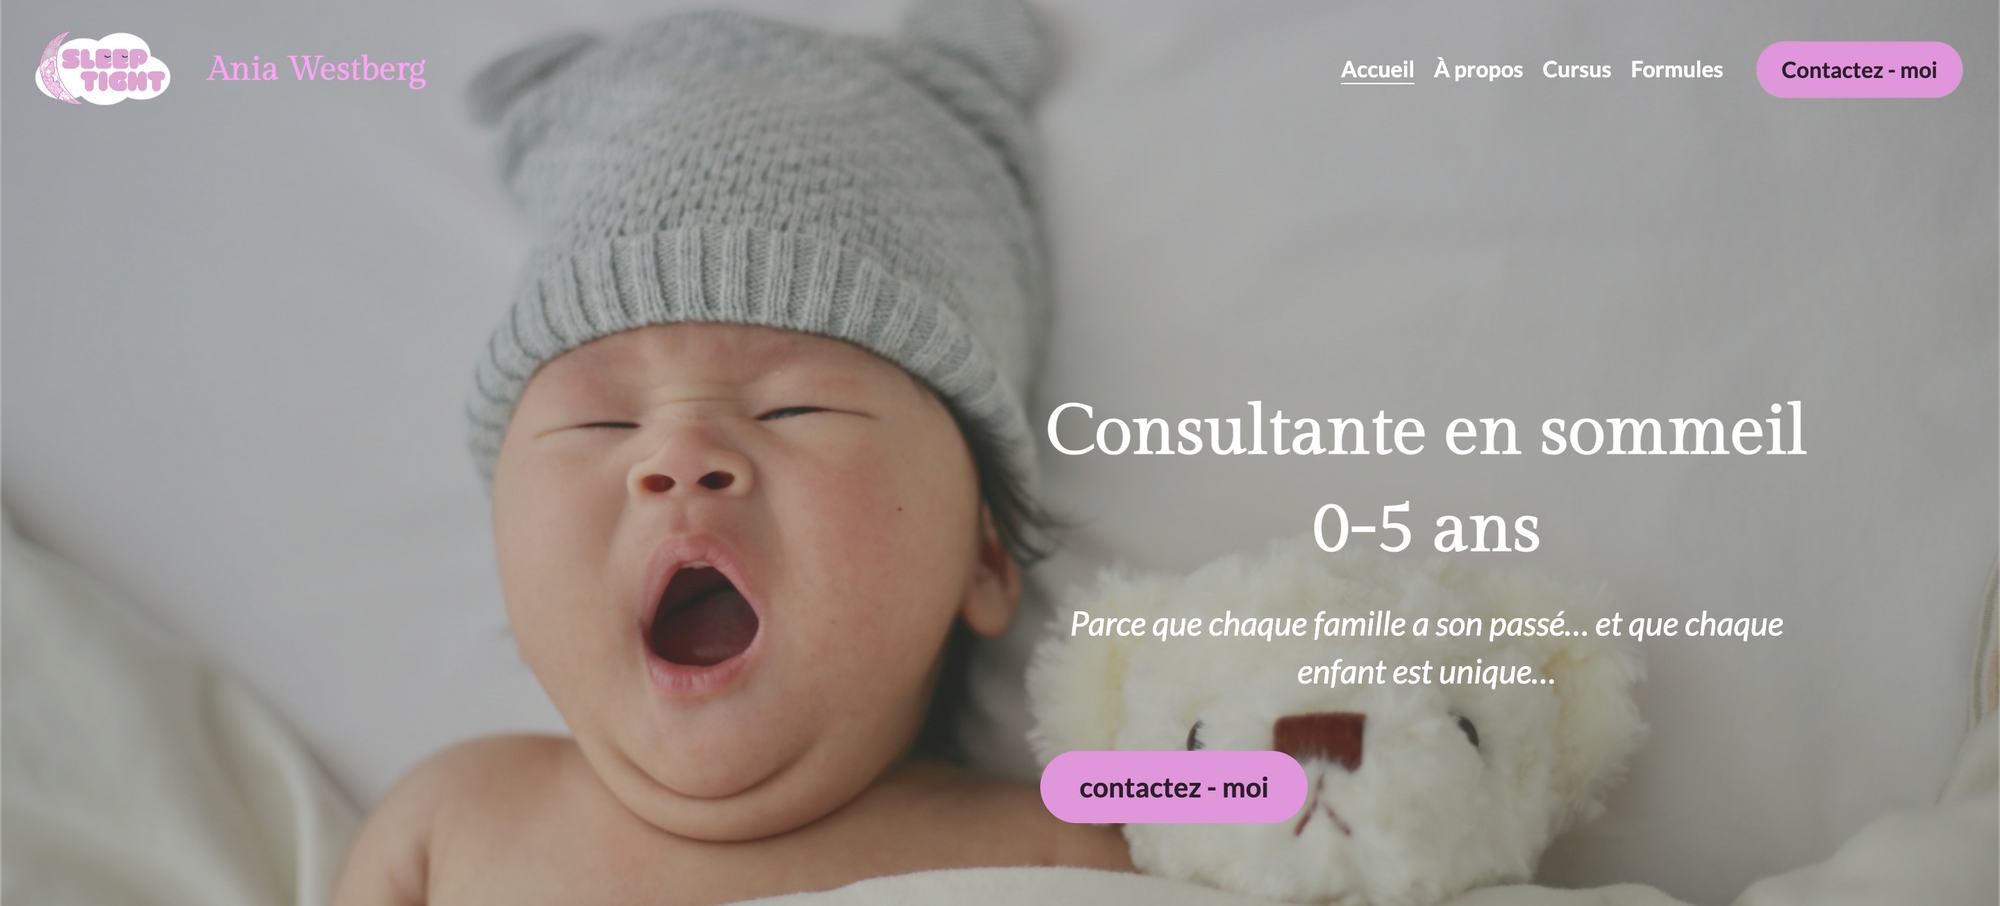 SLEEP
TIGHT
Ania Westberg
Accueil À propos Cursus Formules Contactez - moi
Consultante en sommeil
0-5 ans
Parce que chaque famille a son passé... et que chaque
enfant est unique...
contactez - moi